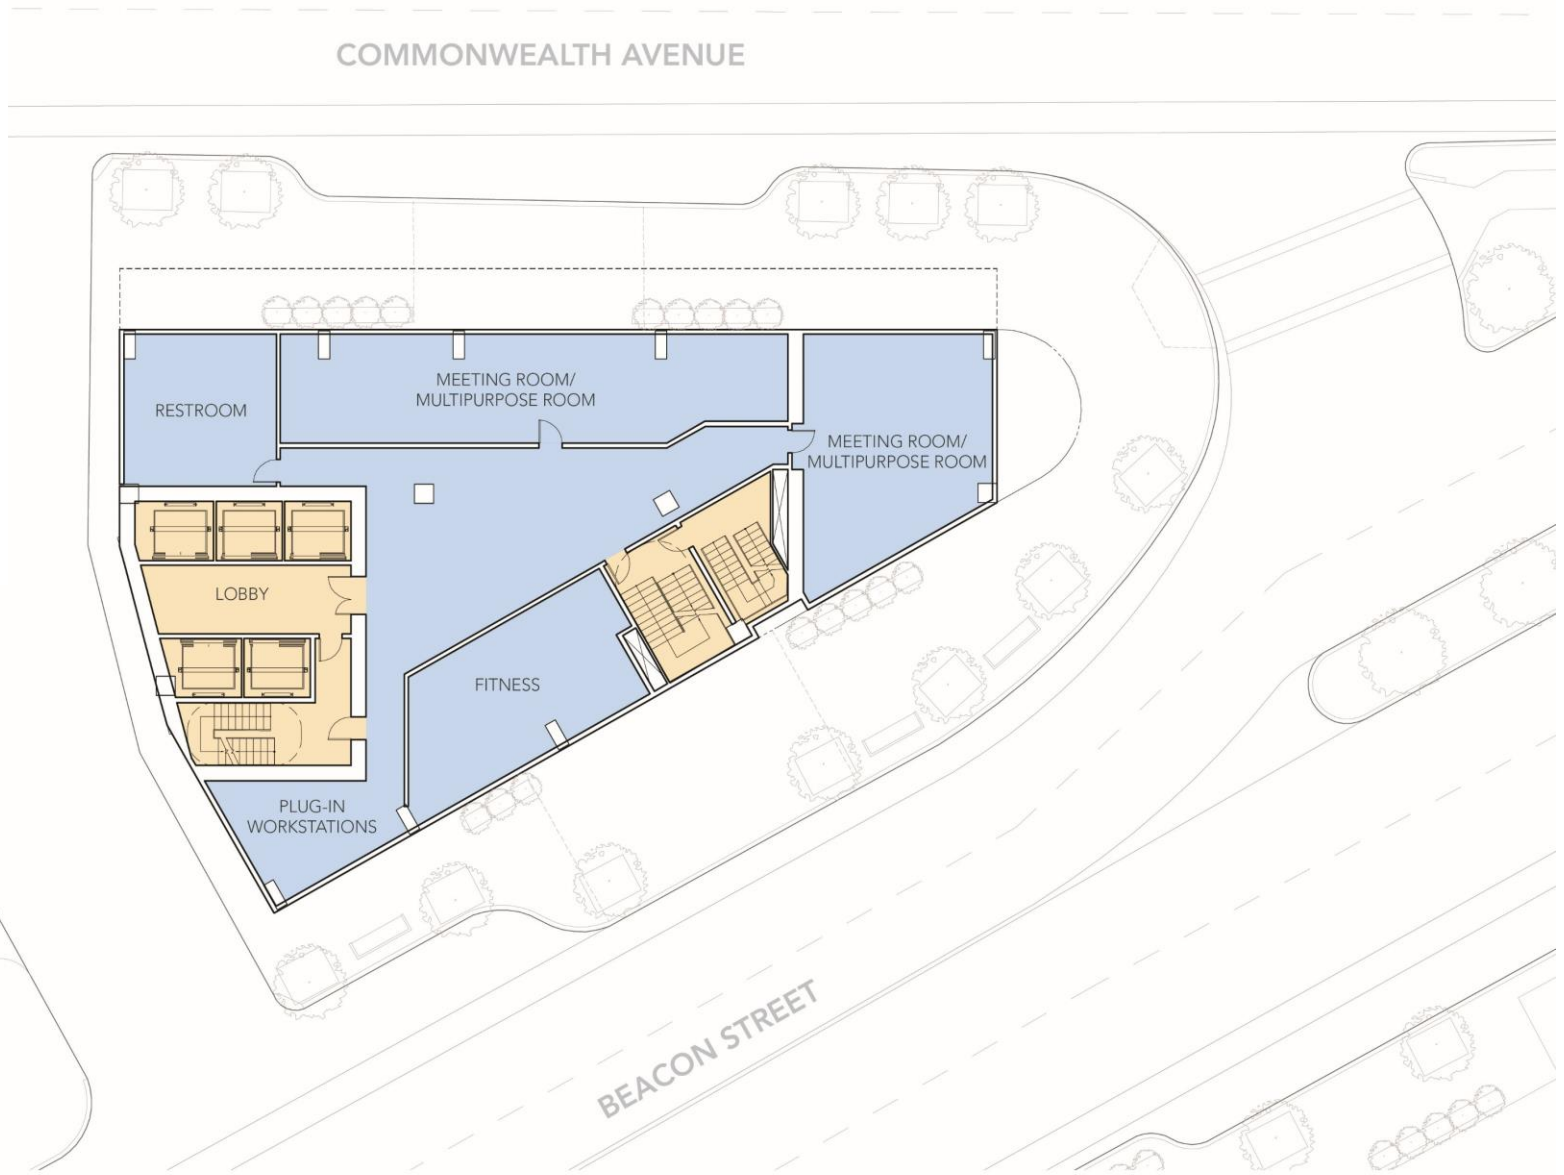 COMMONWEALTH AVENUE
MEETING ROOM/
MULTIPURPOSE ROOM
RESTROOM
MEETING ROOM/
MULTIPURPOSE ROOM
LOBBY
FITNESS
PLUG-IN
WORKSTATIONS
BEACON STREET